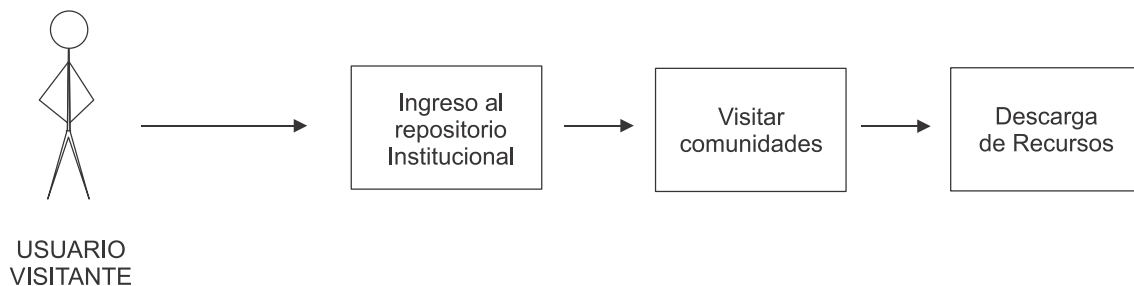 Ingreso al
repositorio
Institucional
Visitar
comunidades
Descarga
de Recursos
USUARIO
VISITANTE